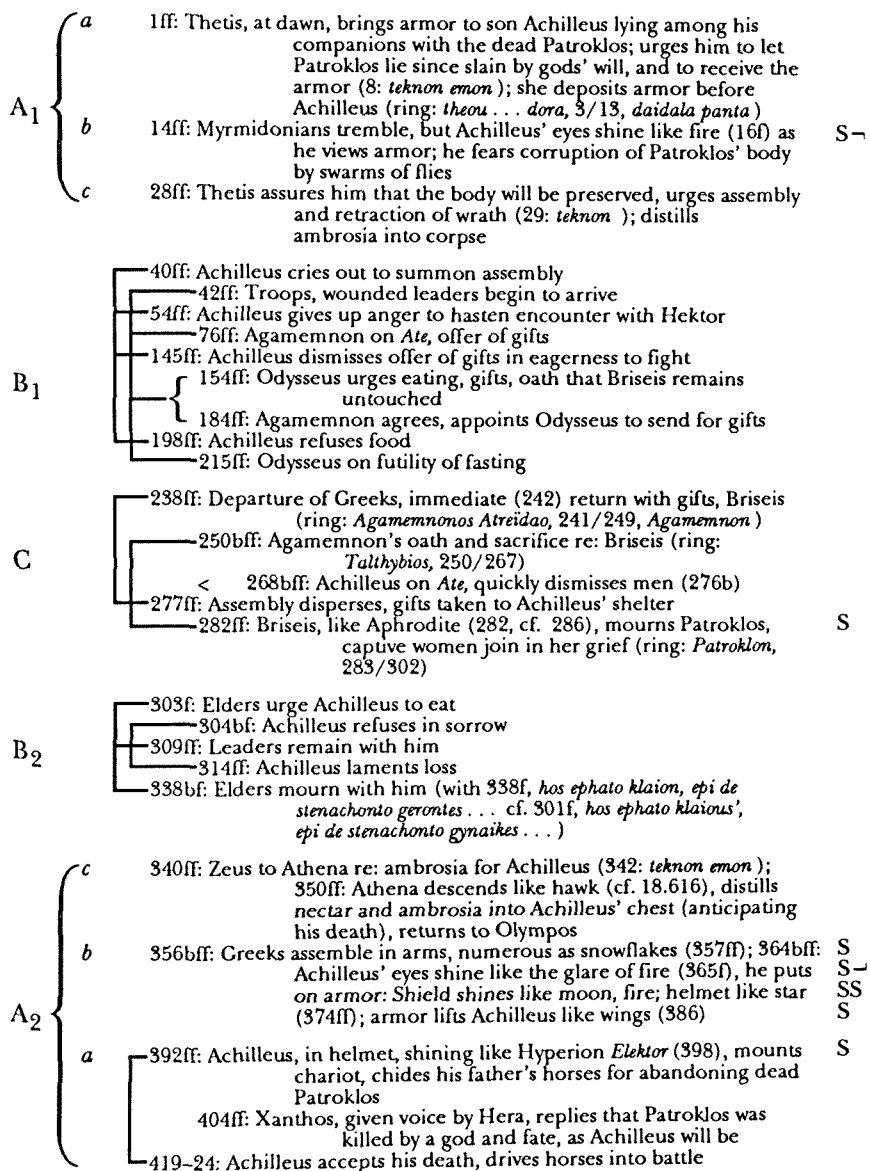 a 1ff: Thetis, at dawn, brings armor to son Achilleus lying among his
companions with the dead Patroklos; urges him to let
Patroklos lie since slain by gods' will, and to receive the
armor (8: teknon emon); she deposits armor before
A1 Achilleus (ring: theou . . . dora, 3/13, daidala panta)
b 14ff: Myrmidonians tremble, but Achilleus' eyes shine like fire (16f) as S¬
he views armor; he fears corruption of Patroklos' body
by swarms of flies
c 28ff: Thetis assures him that the body will be preserved, urges assembly
and retraction of wrath (29: teknon); distills
ambrosia into corpse
40ff: Achilleus cries out to summon assembly
42ff: Troops, wounded leaders begin to arrive
54ff: Achilleus gives up anger to hasten encounter with Hektor
76ff: Agamemnon on Ate, offer of gifts
145ff: Achilleus dismisses offer of gifts in eagerness to fight
B1 154ff: Odysseus urges eating, gifts, oath that Briseis remains
untouched
184ff: Agamemnon agrees, appoints Odysseus to send for gifts
198ff: Achilleus refuses food
215ff: Odysseus on futility of fasting
238ff: Departure of Greeks, immediate (242) return with gifts, Briseis
(ring: Agamemnonos Atreïdao, 241/249, Agamemnon)
250bff: Agamemnon's oath and sacrifice re: Briseis (ring:
C Talthybios, 250/267)
< 268bff: Achilleus on Ate, quickly dismisses men (276b)
277ff: Assembly disperses, gifts taken to Achilleus' shelter
282ff: Briseis, like Aphrodite (282, cf. 286), mourns Patroklos, S
captive women join in her grief (ring: Patroklon,
283/302)
303f: Elders urge Achilleus to eat
304bf: Achilleus refuses in sorrow
B2 309ff: Leaders remain with him
314ff: Achilleus laments loss
338bf: Elders mourn with him (with 338f, hos ephato klaion, epi de
stenachonto gerontes . . . cf. 301f, hos ephato klaious',
epi de stenachonto gynaikes . . . )
c 340ff: Zeus to Athena re: ambrosia for Achilleus (342: teknon emon);
350ff: Athena descends like hawk (cf. 18.616), distills
nectar and ambrosia into Achilleus' chest (anticipating
his death), returns to Olympos
b 356bff: Greeks assemble in arms, numerous as snowflakes (357ff); 364bff: S
Achilleus' eyes shine like the glare of fire (365f), he puts S¬
A2 on armor: Shield shines like moon, fire; helmet like star SS
(374ff); armor lifts Achilleus like wings (386) S
a 392ff: Achilleus, in helmet, shining like Hyperion Elektor (398), mounts S
chariot, chides his father's horses for abandoning dead
Patroklos
404ff: Xanthos, given voice by Hera, replies that Patroklos was
killed by a god and fate, as Achilleus will be
419–24: Achilleus accepts his death, drives horses into battle